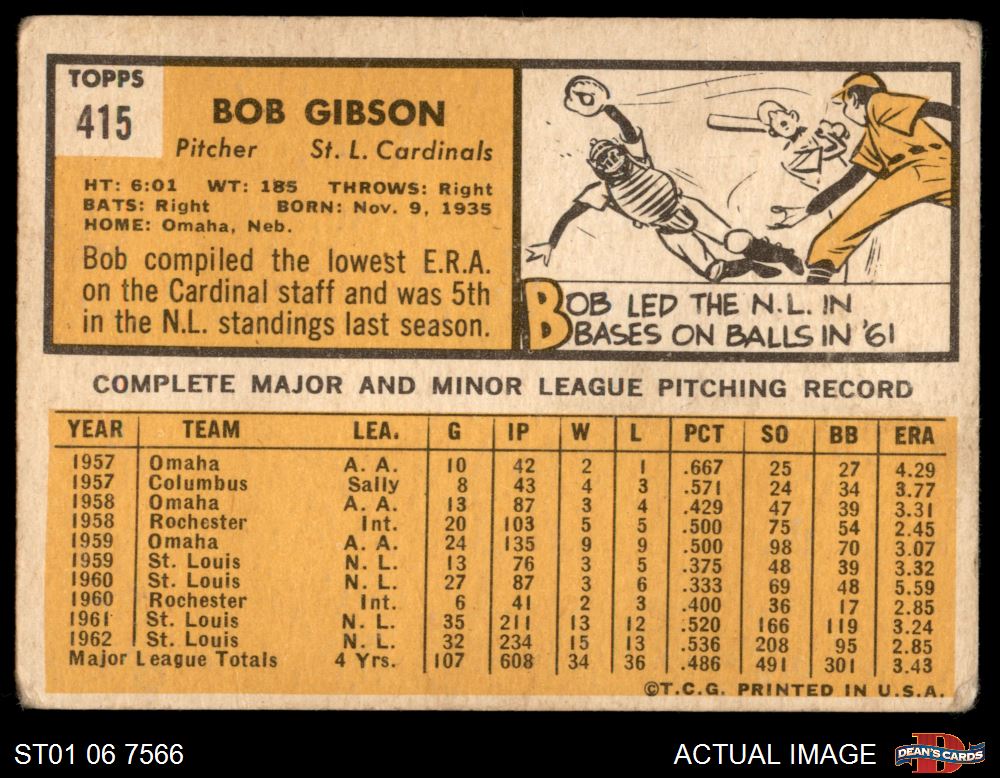 TOPPS
415
BOB GIBSON
Pitcher St. L. Cardinals
HT: 6:01 WT: 185 THROWS: Right
BATS: Right BORN: Nov. 9, 1935
HOME: Omaha, Neb.
Bob compiled the lowest E.R.A.
on the Cardinal staff and was 5th
in the N.L. standings last season.
BOB LED THE N.L. IN
BASES ON BALLS IN '61
COMPLETE MAJOR AND MINOR LEAGUE PITCHING RECORD
YEAR TEAM LEA. G IP W L PCT SO BB ERA
1957 Omaha A. A. 10 42 2 1 .667 25 27 4.29
1957 Columbus Sally 8 43 4 3 .571 24 34 3.77
1958 Omaha A. A. 13 87 3 4 .429 47 39 3.31
1958 Rochester Int. 20 103 5 5 .500 75 54 2.45
1959 Omaha A. A. 24 135 9 9 .500 98 70 3.07
1959 St. Louis N. L. 13 76 3 5 .375 48 39 3.32
1960 St. Louis N. L. 27 87 3 6 .333 69 48 5.59
1960 Rochester Int. 6 41 2 3 .400 36 17 2.85
1961 St. Louis N. L. 35 211 13 12 .520 166 119 3.24
1962 St. Louis N. L. 32 234 15 13 .536 208 95 2.85
Major League Totals 4 Yrs. 107 608 34 36 .486 491 301 3.43
©T.C.G. PRINTED IN U.S.A.
ST01 06 7566
ACTUAL IMAGE
DEAN'S CARDS